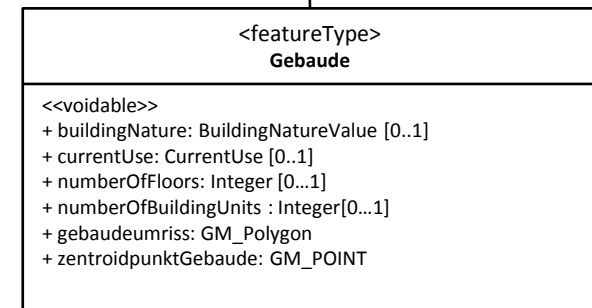 <featureType>
Gebaude
<<voidable>>
+ buildingNature: BuildingNatureValue [0..1]
+ currentUse: CurrentUse [0..1]
+ numberOfFloors: Integer [0...1]
+ numberOfBuildingUnits : Integer[0...1]
+ gebaudeumriss: GM_Polygon
+ zentroidpunktGebaude: GM_POINT